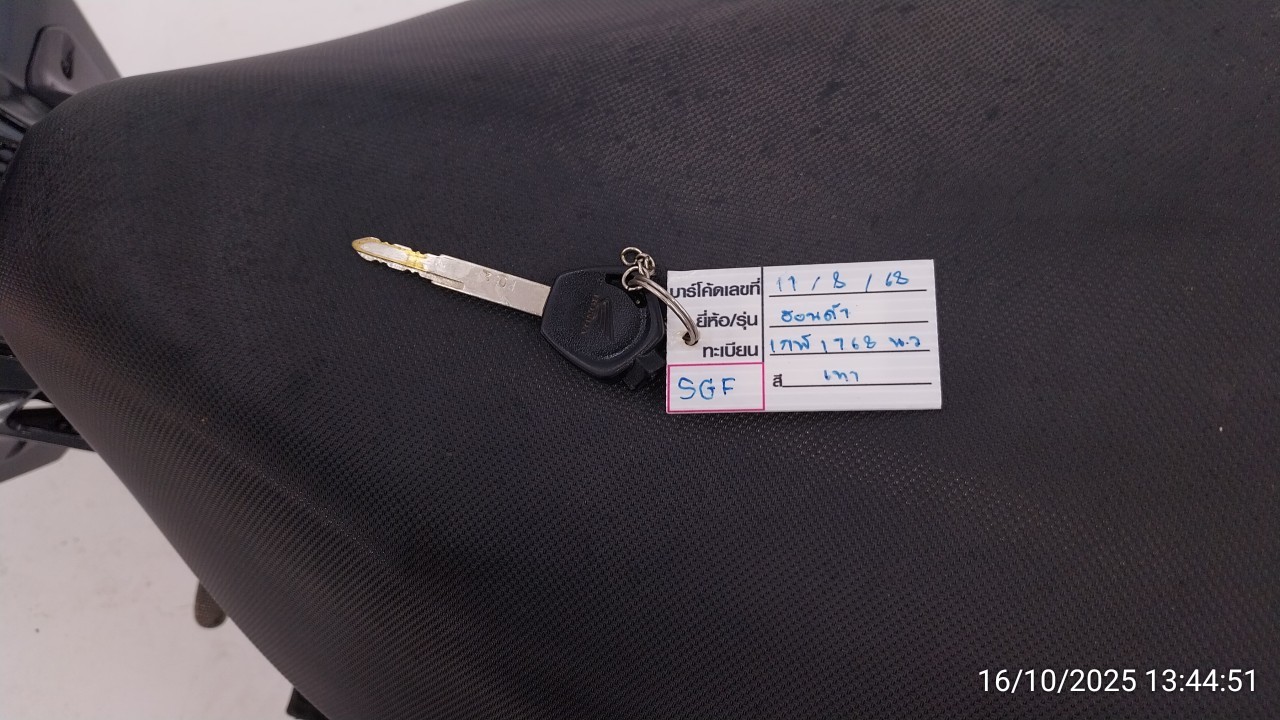 บาร์โค้ดเลขที่ 11 / 8 / 68
ยี่ห้อ/รุ่น ฮอนด้า
ทะเบียน 1กพ 1768 น.ว
SGF
สี เทา
16/10/2025 13:44:51